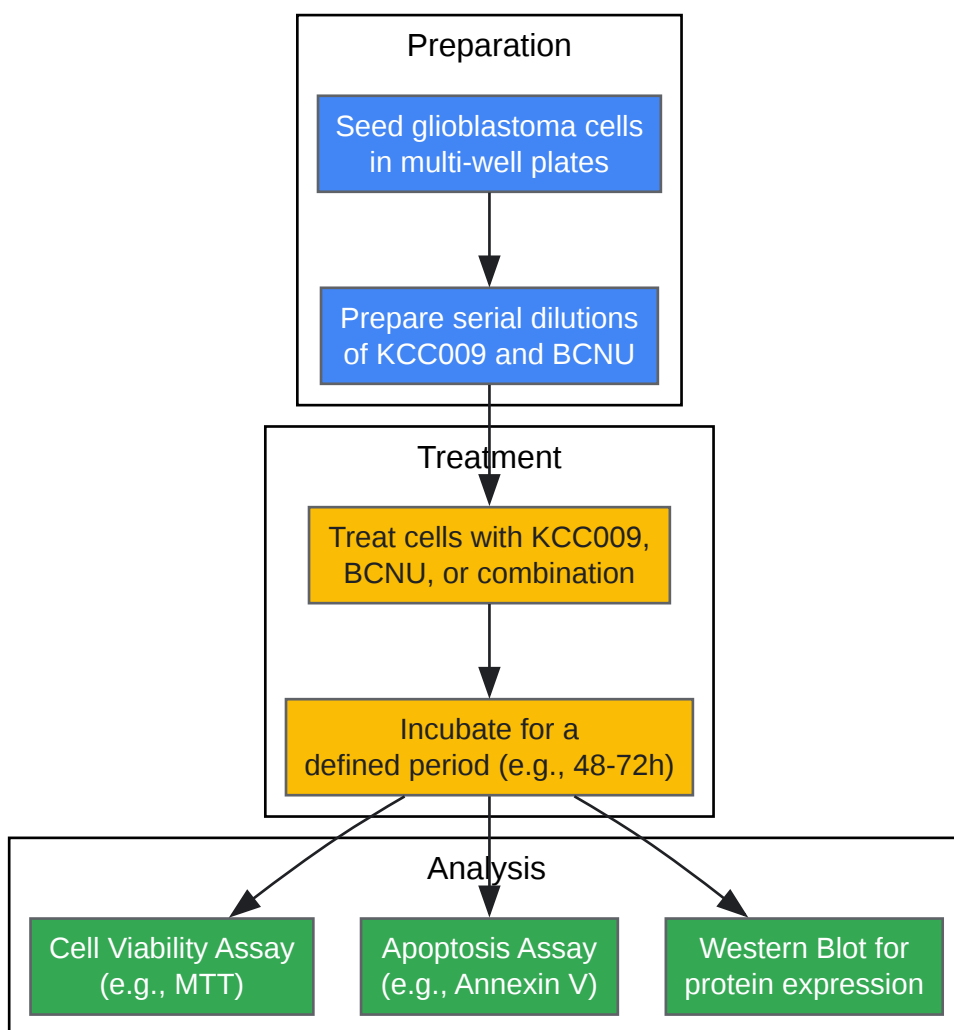 Preparation
Seed glioblastoma cells
in multi-well plates
Prepare serial dilutions
of KCC009 and BCNU
Treatment
Treat cells with KCC009,
BCNU, or combination
Incubate for a
defined period (e.g., 48-72h)
Analysis
Cell Viability Assay
(e.g., MTT)
Apoptosis Assay
(e.g., Annexin V)
Western Blot for
protein expression